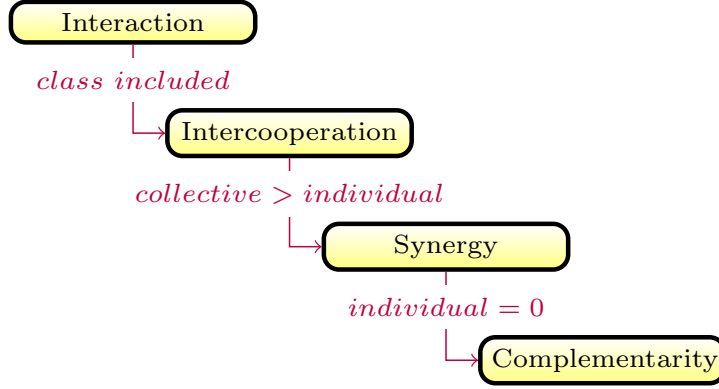 Interaction
class included
Intercooperation
collective > individual
Synergy
individual = 0
Complementarity